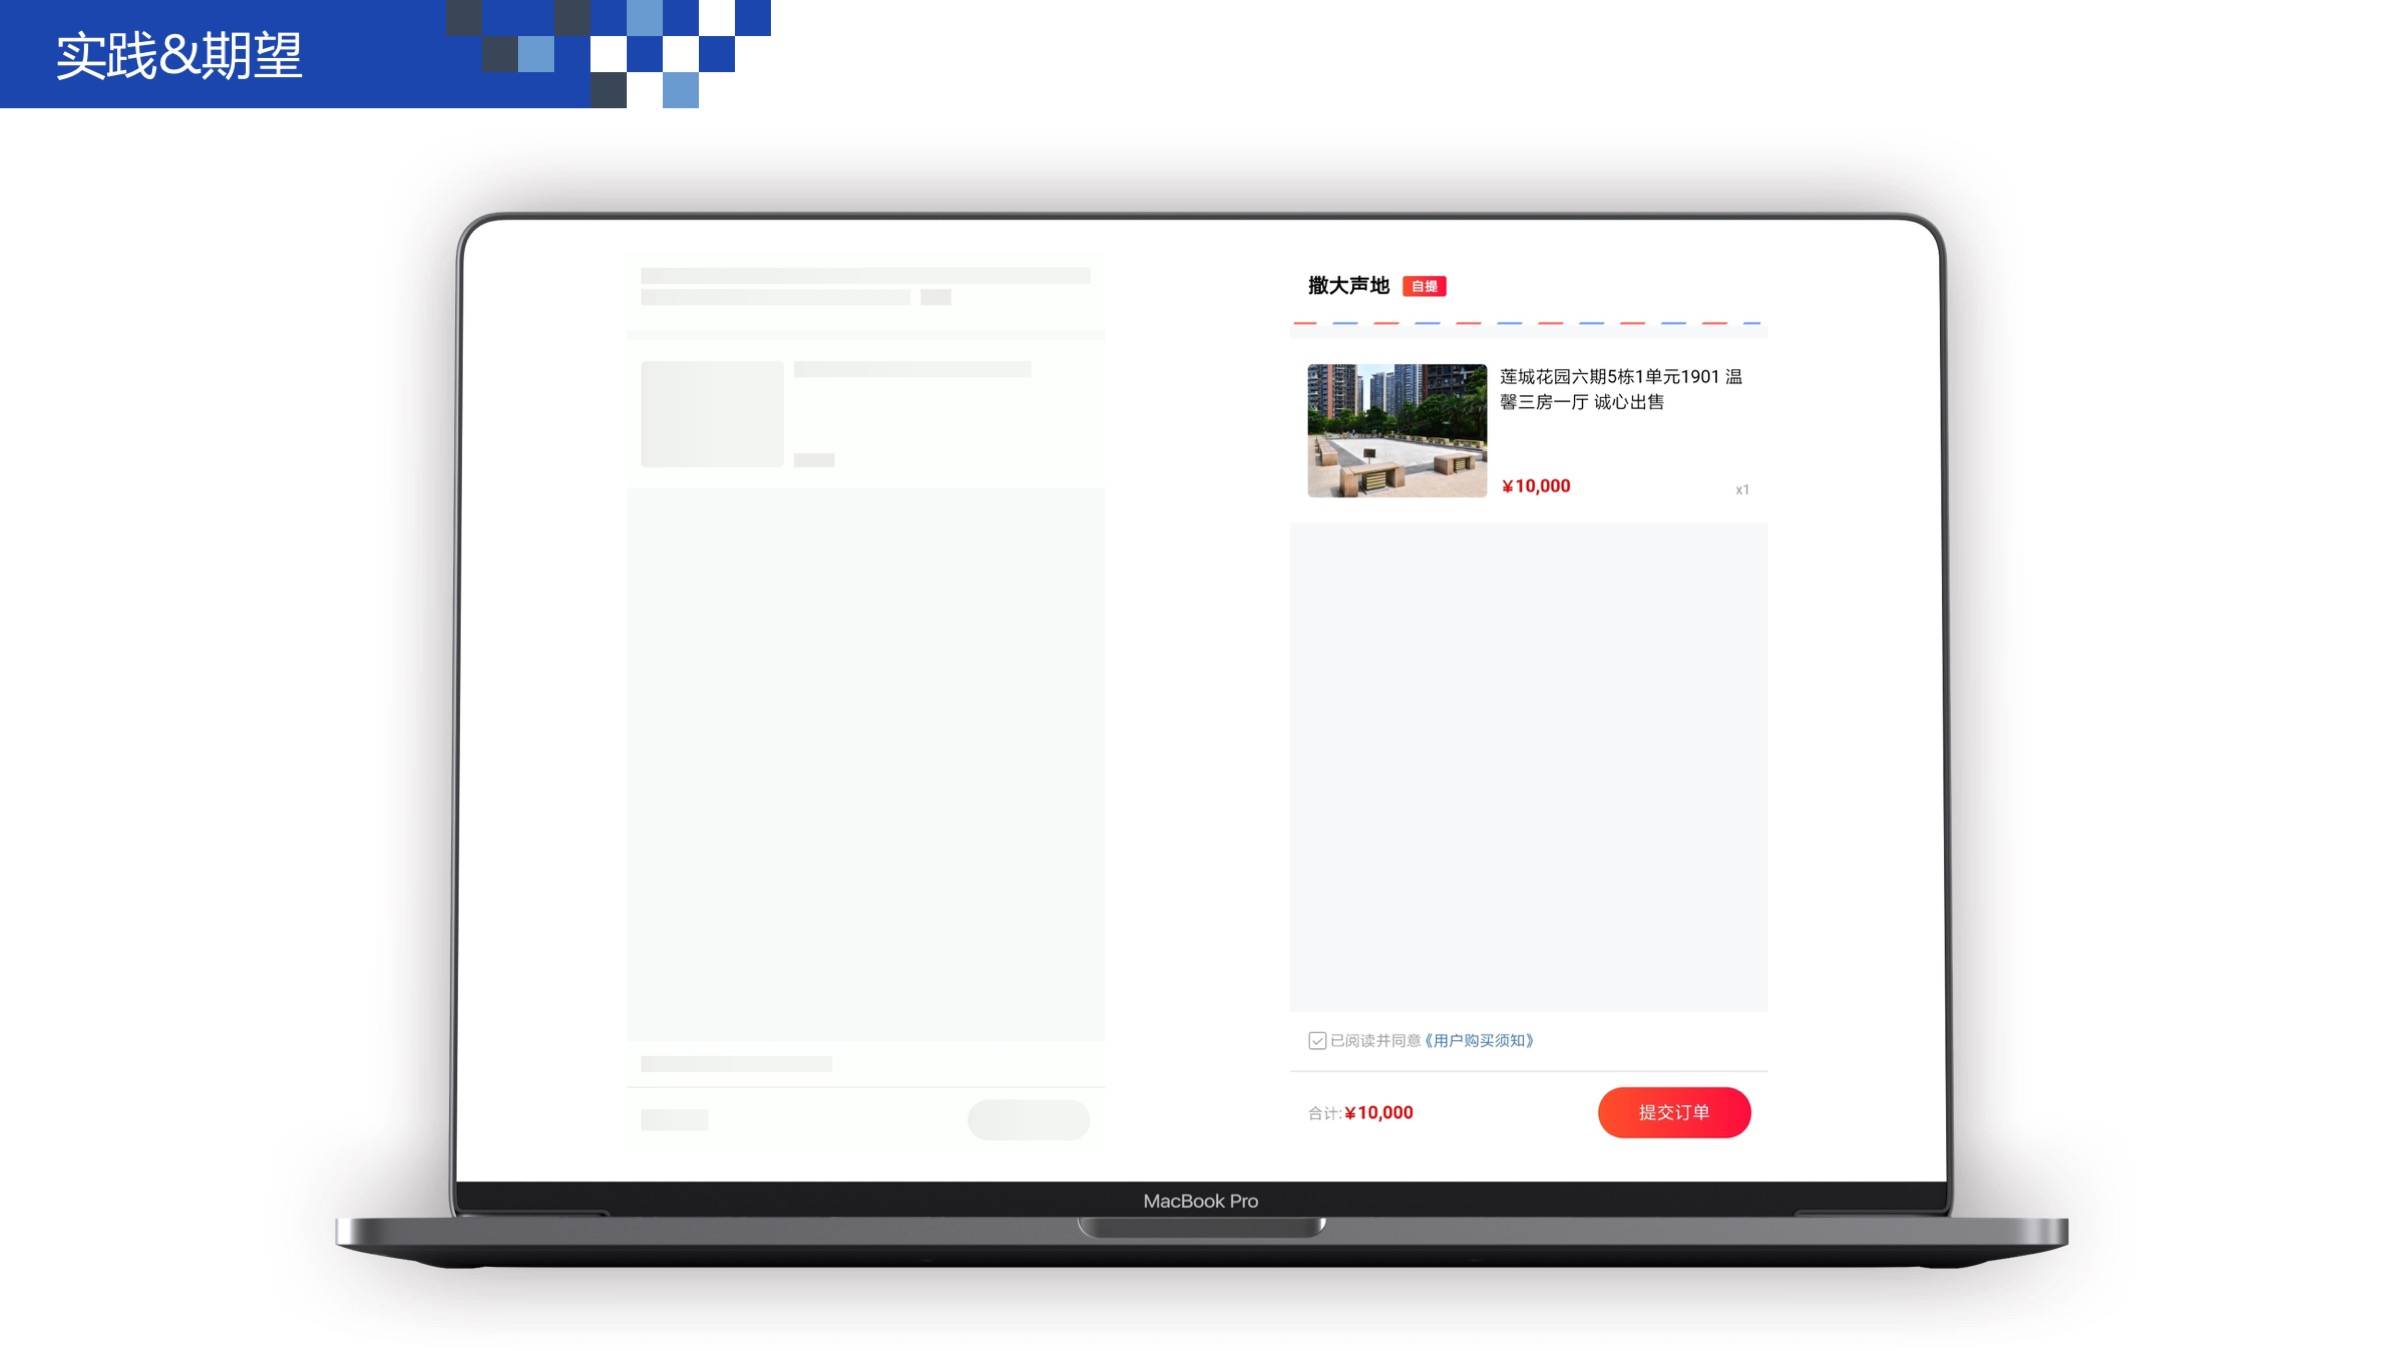 实践&期望
撒大声地 自提
莲城花园六期5栋1单元1901 温
馨三房一厅 诚心出售
¥10,000 x1
已阅读并同意《用户购买须知》
合计:¥10,000 提交订单
MacBook Pro